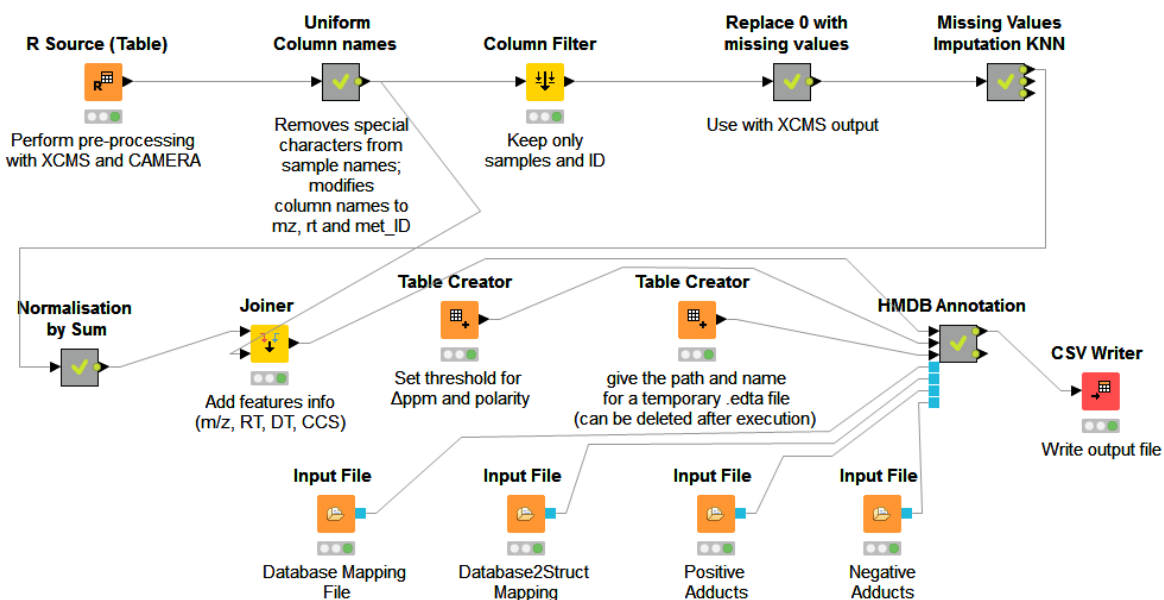 R Source (Table)
Perform pre-processing
with XCMS and CAMERA
Uniform
Column names
Removes special
characters from
sample names;
modifies
column names to
mz, rt and met_ID
Column Filter
Keep only
samples and ID
Replace 0 with
missing values
Use with XCMS output
Missing Values
Imputation KNN
Normalisation
by Sum
Joiner
Add features info
(m/z, RT, DT, CCS)
Table Creator
Set threshold for
Δppm and polarity
Table Creator
give the path and name
for a temporary .edta file
(can be deleted after execution)
HMDB Annotation
CSV Writer
Write output file
Input File
Database Mapping
File
Input File
Database2Struct
Mapping
Input File
Positive
Adducts
Input File
Negative
Adducts